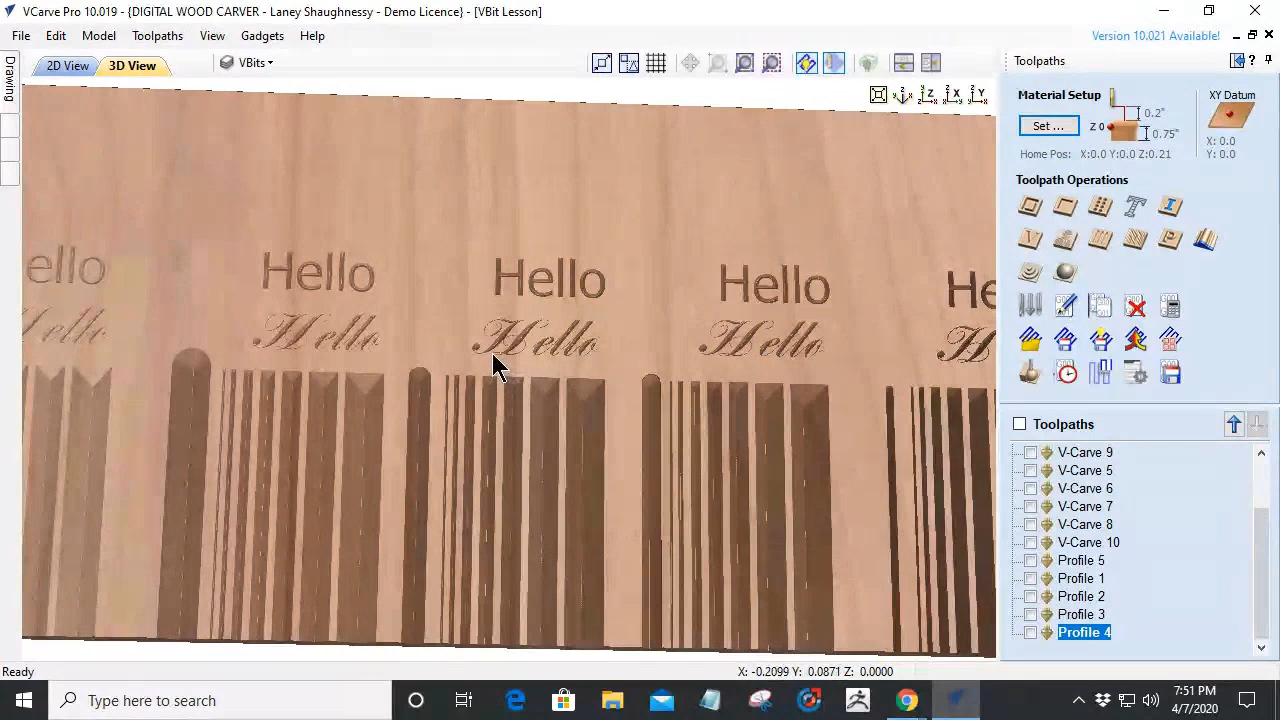 VCarve Pro 10.019 - {DIGITAL WOOD CARVER - Laney Shaughnessy - Demo Licence} - [VBit Lesson]
File Edit Model Toolpaths View Gadgets Help
Version 10.021 Available!
2D View 3D View VBits
Drawing
Z X Y
Toolpaths
Material Setup
Set ...
Z 0
0.2"
0.75"
Home Pos: X:0.0 Y:0.0 Z:0.21
XY Datum
X: 0.0
Y: 0.0
Toolpath Operations
ello Hello Hello Hello He
ello Hello Hello Hello H
Toolpaths
V-Carve 9
V-Carve 5
V-Carve 6
V-Carve 7
V-Carve 8
V-Carve 10
Profile 5
Profile 1
Profile 2
Profile 3
Profile 4
Ready
X: -0.2099 Y: 0.0871 Z: 0.0000
Type here to search
7:51 PM
4/7/2020